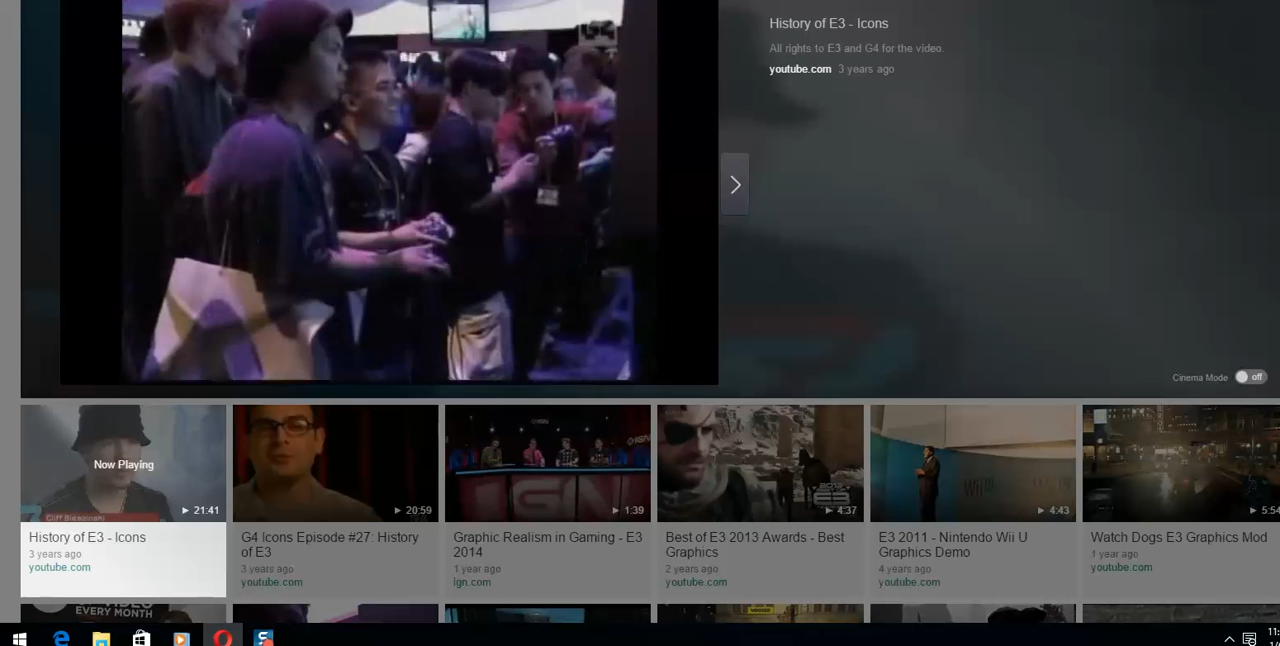 History of E3 - Icons
All rights to E3 and G4 for the video.
youtube.com 3 years ago
Cinema Mode off
Now Playing
21:41
Cliff Bleszinski
History of E3 - Icons
3 years ago
youtube.com
20:59
G4 Icons Episode #27: History
of E3
3 years ago
youtube.com
IGN
1:39
Graphic Realism in Gaming - E3
2014
1 year ago
ign.com
E3
4:37
Best of E3 2013 Awards - Best
Graphics
2 years ago
youtube.com
4:43
E3 2011 - Nintendo Wii U
Graphics Demo
4 years ago
youtube.com
5:54
Watch Dogs E3 Graphics Mod
1 year ago
youtube.com
EVERY MONTH
11: